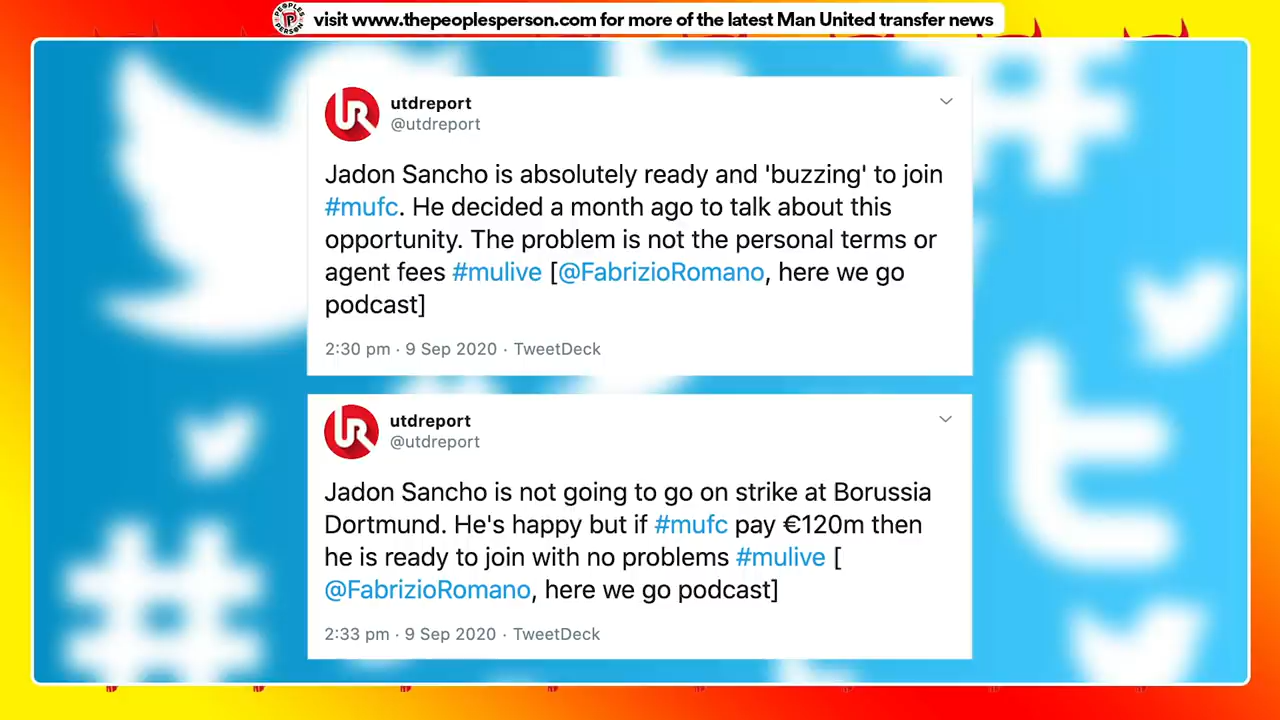 PEOPLES
P
PERSON
visit www.thepeoplesperson.com for more of the latest Man United transfer news
utdreport
@utdreport
Jadon Sancho is absolutely ready and 'buzzing' to join
#mufc. He decided a month ago to talk about this
opportunity. The problem is not the personal terms or
agent fees #mulive [@FabrizioRomano, here we go
podcast]
2:30 pm · 9 Sep 2020 · TweetDeck
utdreport
@utdreport
Jadon Sancho is not going to go on strike at Borussia
Dortmund. He's happy but if #mufc pay €120m then
he is ready to join with no problems #mulive [
@FabrizioRomano, here we go podcast]
2:33 pm · 9 Sep 2020 · TweetDeck